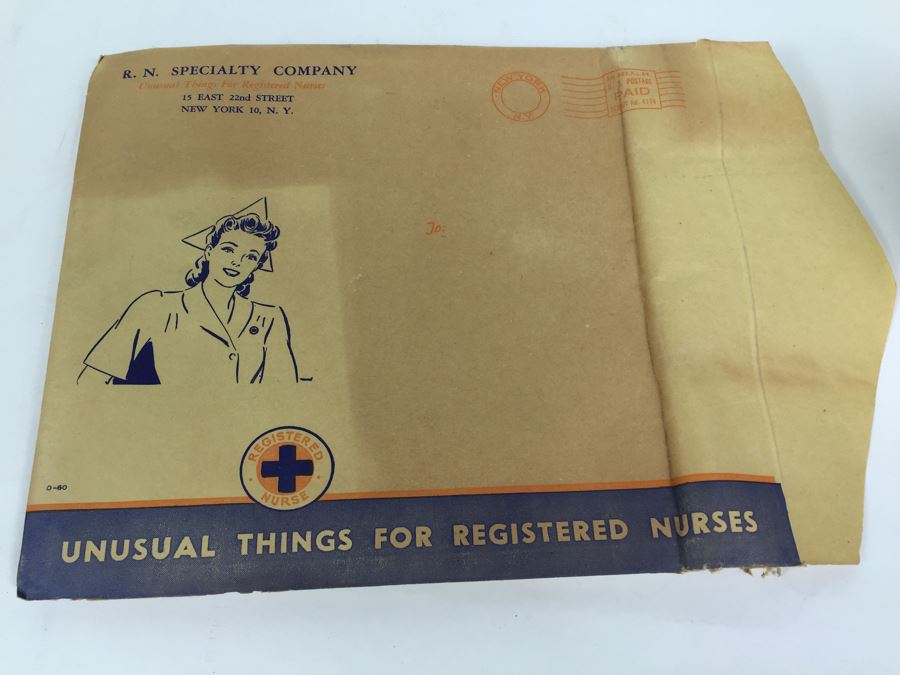 R. N. SPECIALTY COMPANY
Unusual Things For Registered Nurses
15 EAST 22nd STREET
NEW YORK 10, N. Y.
NEW YORK
N.Y.
U. S. POSTAGE
PAID
To:
REGISTERED
NURSE
O-60
UNUSUAL THINGS FOR REGISTERED NURSES